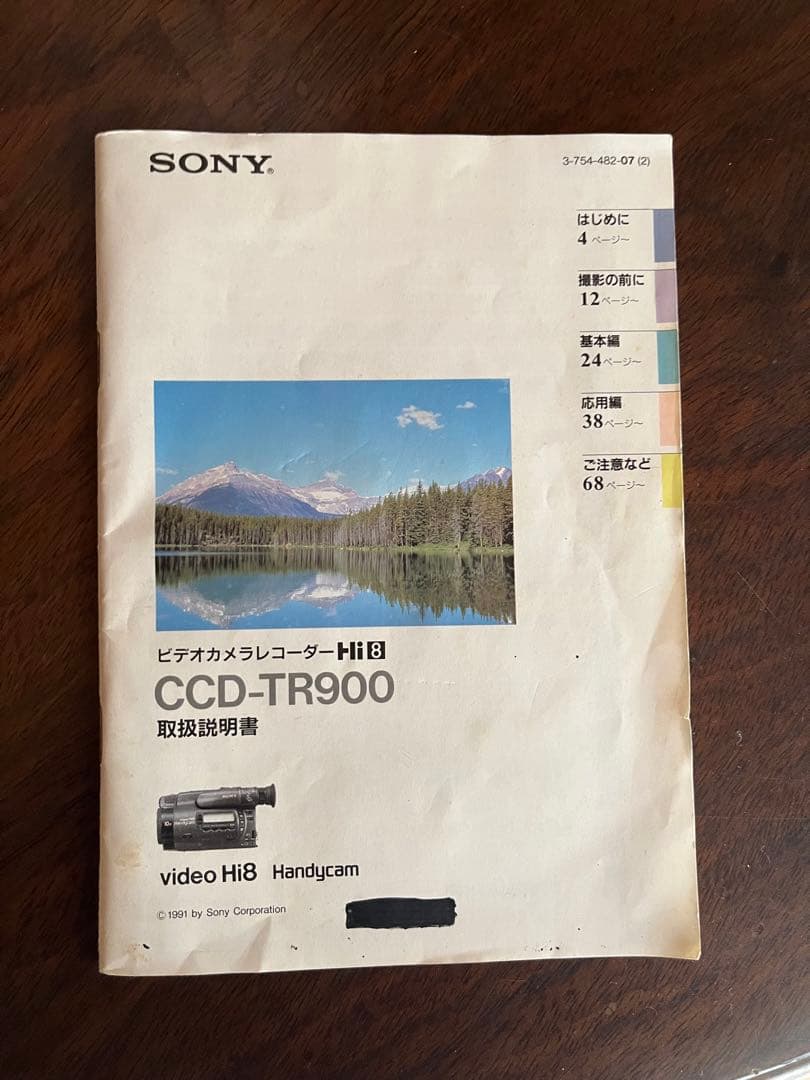 SONY®
3-754-482-07 (2)
はじめに
4 ページ~
撮影の前に
12 ページ~
基本編
24 ページ~
応用編
38 ページ~
ご注意など
68 ページ~
ビデオカメラレコーダー Hi8
CCD-TR900
取扱説明書
SONY
Handycam
10x
video Hi8 Handycam
© 1991 by Sony Corporation